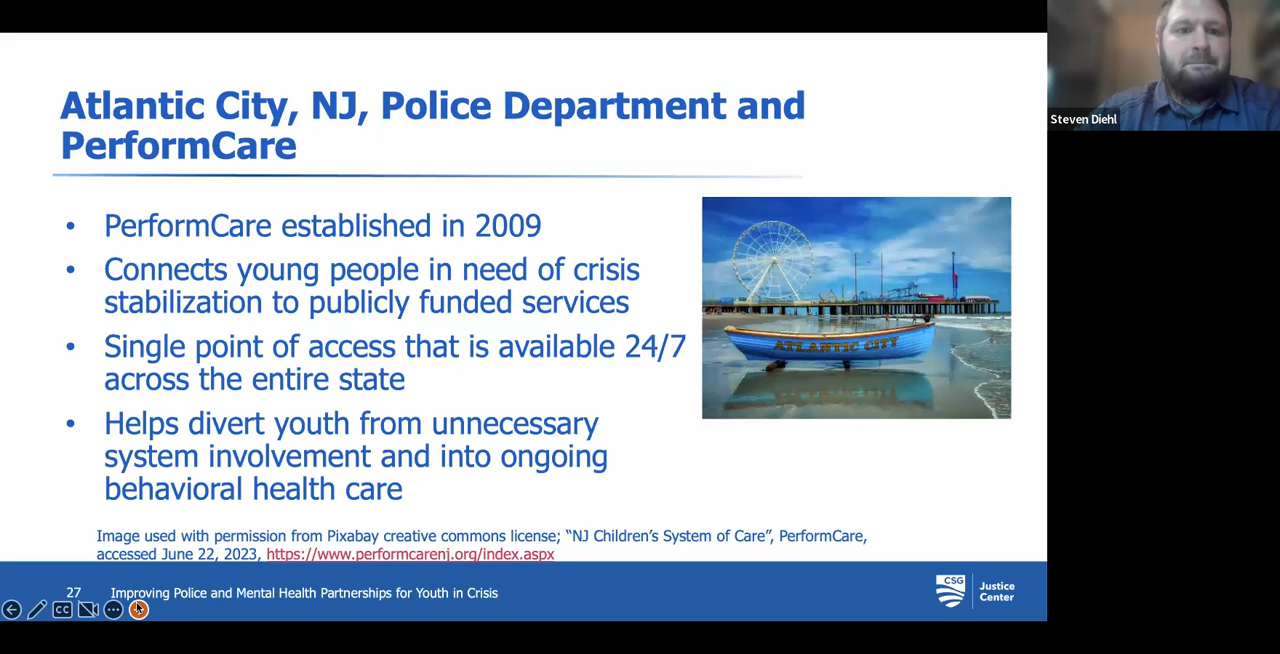 Atlantic City, NJ, Police Department and
PerformCare
Steven Diehl
• PerformCare established in 2009
• Connects young people in need of crisis
stabilization to publicly funded services
• Single point of access that is available 24/7
across the entire state
• Helps divert youth from unnecessary
system involvement and into ongoing
behavioral health care
ATLANTIC CITY
Image used with permission from Pixabay creative commons license; “NJ Children’s System of Care”, PerformCare,
accessed June 22, 2023, https://www.performcarenj.org/index.aspx
27 Improving Police and Mental Health Partnerships for Youth in Crisis
CSG Justice
Center
CC